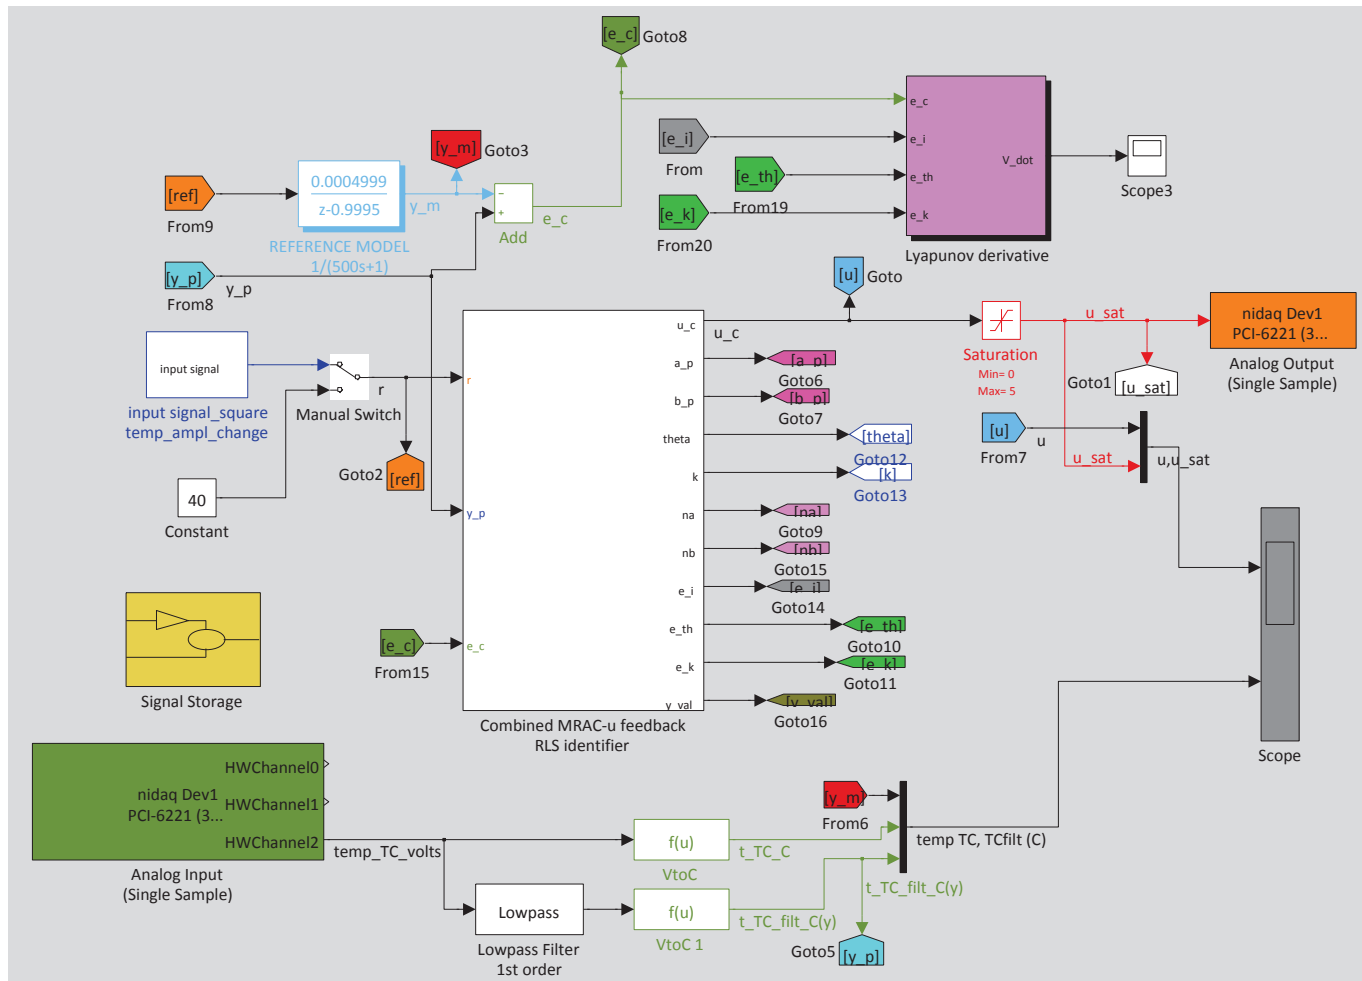 [e_c]
Goto8
e_c
e_i
e_th
e_k
V_dot
Lyapunov derivative
Scope3
[e_i]
From
[e_th]
From19
[e_k]
From20
[y_m]
Goto3
[ref]
From9
0.0004999
z-0.9995
y_m
REFERENCE MODEL
1/(500s+1)
−
+
Add
e_c
[y_p]
From8
y_p
[u]
Goto
u_c
Saturation
Min= 0
Max= 5
u_sat
nidaq Dev1
PCI-6221 (3...
Analog Output
(Single Sample)
[u_sat]
Goto1
[u]
From7
u
u_sat
u,u_sat
input signal
input signal_square
temp_ampl_change
Manual Switch
r
40
Constant
Goto2
[ref]
r
y_p
e_c
u_c
a_p
b_p
theta
k
na
nb
e_i
e_th
e_k
y_val
Combined MRAC-u feedback
RLS identifier
[a_p]
Goto6
[b_p]
Goto7
[theta]
Goto12
[k]
Goto13
[na]
Goto9
[nb]
Goto15
[e_i]
Goto14
[e_th]
Goto10
[e_k]
Goto11
[y_val]
Goto16
[e_c]
From15
Signal Storage
Scope
nidaq Dev1
PCI-6221 (3...
HWChannel0
HWChannel1
HWChannel2
Analog Input
(Single Sample)
temp_TC_volts
f(u)
VtoC
t_TC_C
Lowpass
Lowpass Filter
1st order
f(u)
VtoC 1
t_TC_filt_C(y)
[y_m]
From6
temp TC, TCfilt (C)
t_TC_filt_C(y)
Goto5
[y_p]